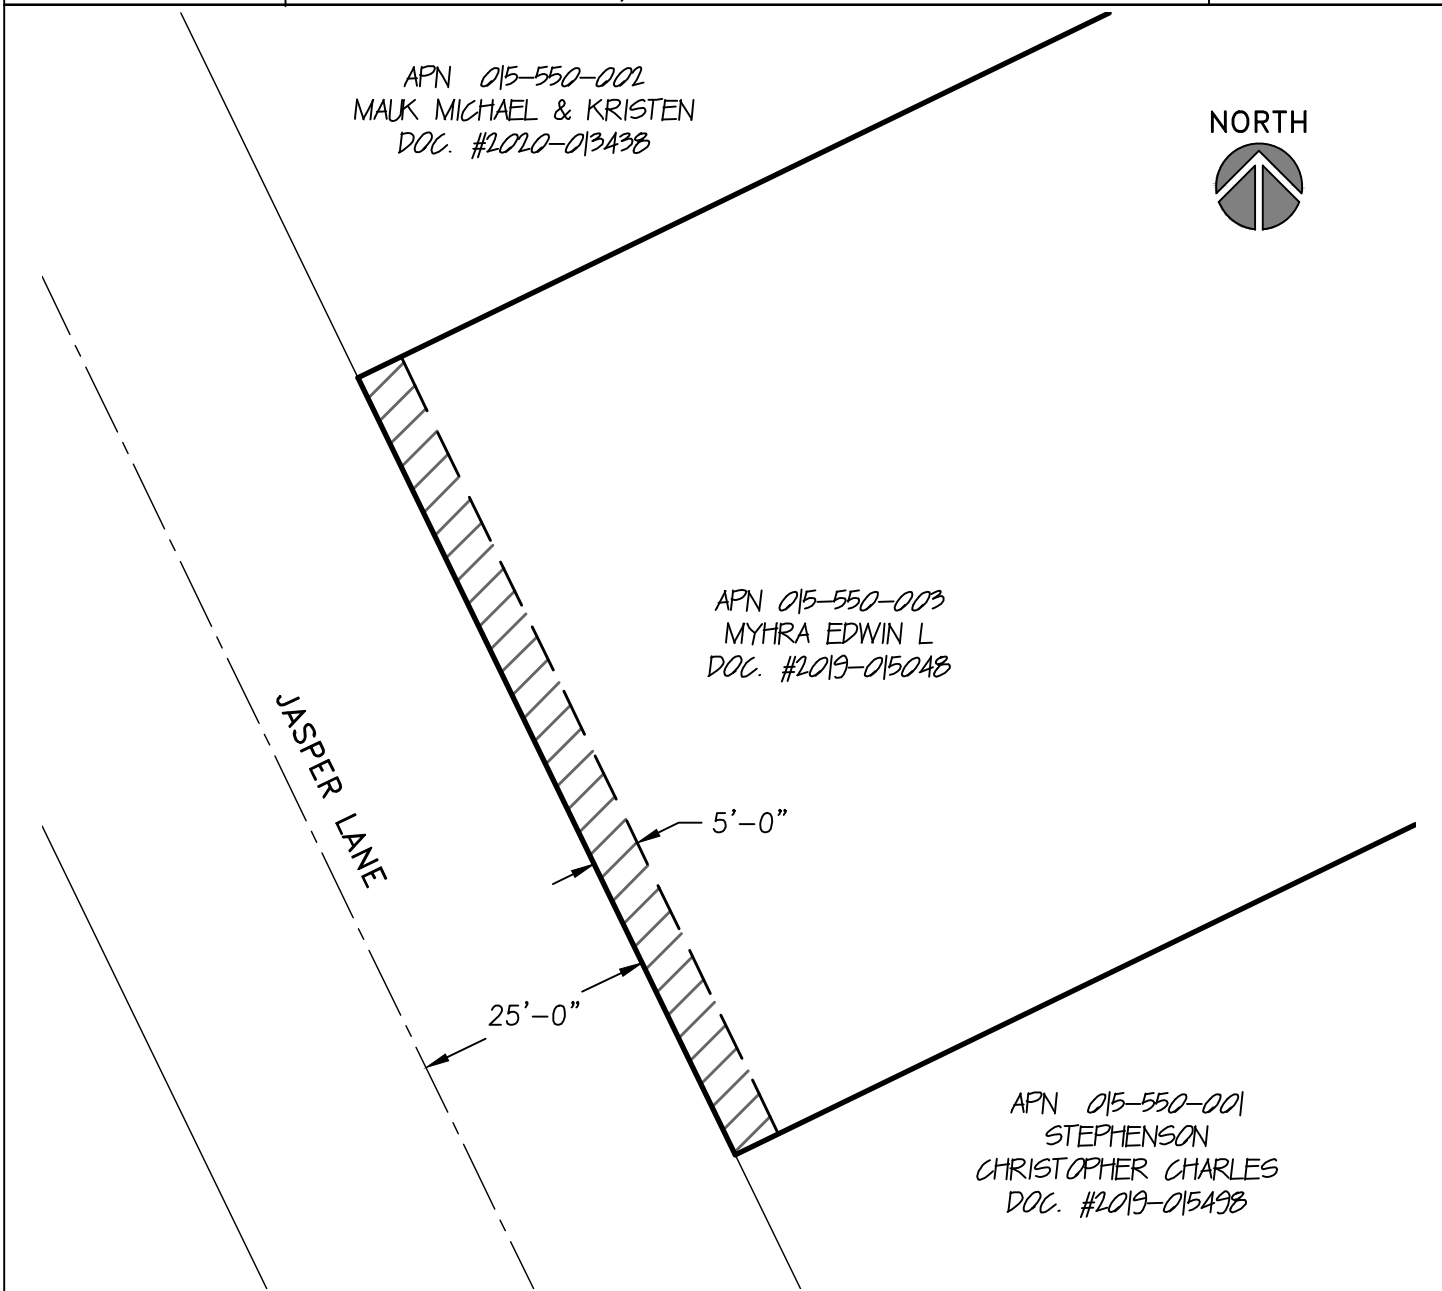 APN 015-550-002
MAUK MICHAEL & KRISTEN
DOC. #2020-013438
NORTH
APN 015-550-003
MYHRA EDWIN L
DOC. #2019-015048
JASPER LANE
5'-0"
25'-0"
APN 015-550-001
STEPHENSON
CHRISTOPHER CHARLES
DOC. #2019-015498